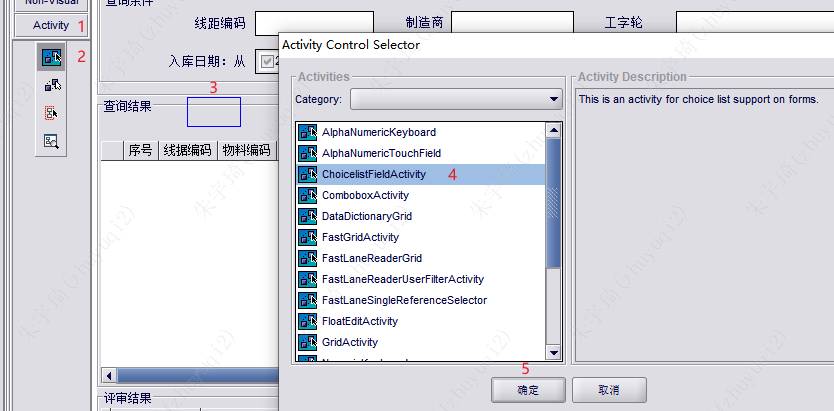 查询条件
Non-Visual
Activity 1
2
线距编码
制造商
工字轮
入库日期：从
3
查询结果
序号 线据编码 物料编码
评审结果
Activity Control Selector
Activities
Category:
AlphaNumericKeyboard
AlphaNumericTouchField
ChoicelistFieldActivity 4
ComboboxActivity
DataDictionaryGrid
FastGridActivity
FastLaneReaderGrid
FastLaneReaderUserFilterActivity
FastLaneSingleReferenceSelector
FloatEditActivity
GridActivity
Activity Description
This is an activity for choice list support on forms.
5
确定
取消
朱宇琦(zhuyuqi2)